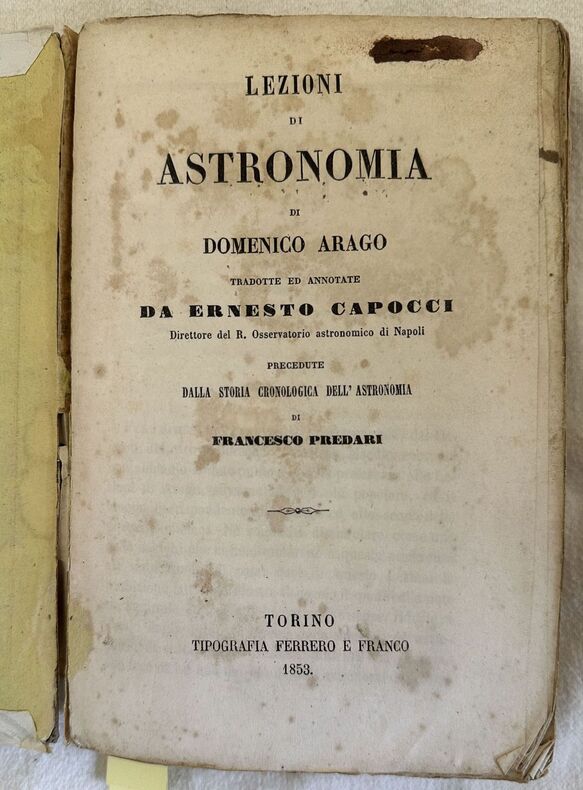 LEZIONI
DI
ASTRONOMIA
DI
DOMENICO ARAGO
TRADOTTE ED ANNOTATE
DA ERNESTO CAPOCCI
Direttore del R. Osservatorio astronomico di Napoli
PRECEDUTE
DALLA STORIA CRONOLOGICA DELL' ASTRONOMIA
DI
FRANCESCO PREDARI
TORINO
TIPOGRAFIA FERRERO E FRANCO
1853.